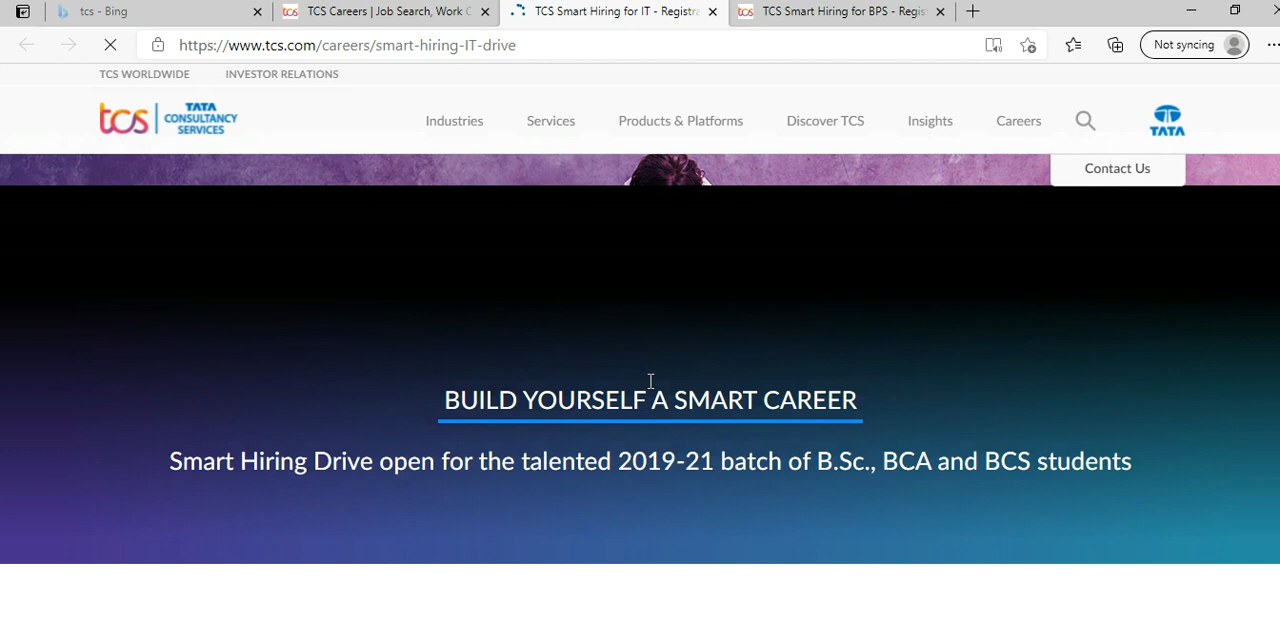 tcs - Bing
TCS Careers | Job Search, Work C
TCS Smart Hiring for IT - Registra
TCS Smart Hiring for BPS - Regis
https://www.tcs.com/careers/smart-hiring-IT-drive
Not syncing
TCS WORLDWIDE
INVESTOR RELATIONS
tcs
TATA
CONSULTANCY
SERVICES
Industries
Services
Products & Platforms
Discover TCS
Insights
Careers
TATA
Contact Us
BUILD YOURSELF A SMART CAREER
Smart Hiring Drive open for the talented 2019-21 batch of B.Sc., BCA and BCS students